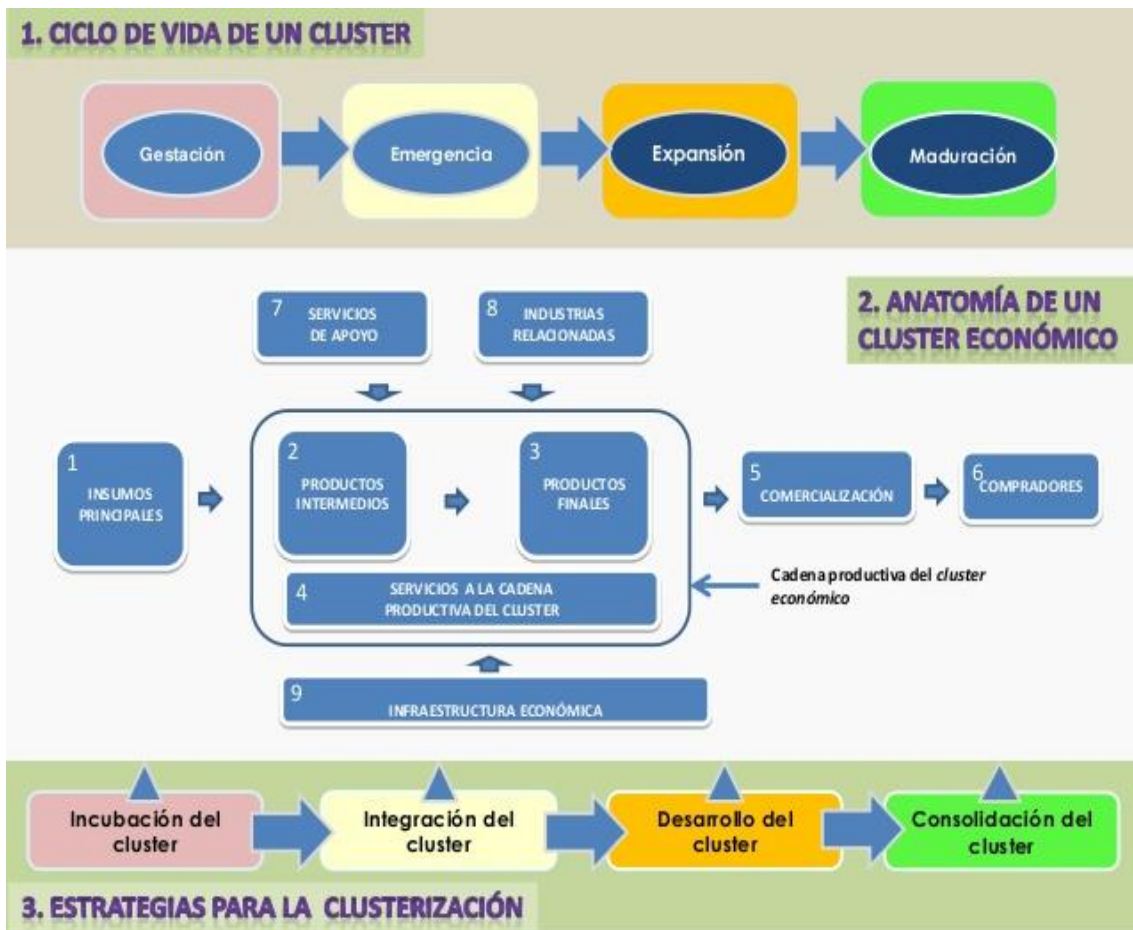 1. CICLO DE VIDA DE UN CLUSTER
Gestación
Emergencia
Expansión
Maduración
2. ANATOMÍA DE UN
CLUSTER ECONÓMICO
7
SERVICIOS
DE APOYO
8
INDUSTRIAS
RELACIONADAS
1
INSUMOS
PRINCIPALES
2
PRODUCTOS
INTERMEDIOS
3
PRODUCTOS
FINALES
4
SERVICIOS A LA CADENA
PRODUCTIVA DEL CLUSTER
5
COMERCIALIZACIÓN
6
COMPRADORES
Cadena productiva del cluster
económico
9
INFRAESTRUCTURA ECONÓMICA
Incubación del
cluster
Integración del
cluster
Desarrollo del
cluster
Consolidación del
cluster
3. ESTRATEGIAS PARA LA CLUSTERIZACIÓN